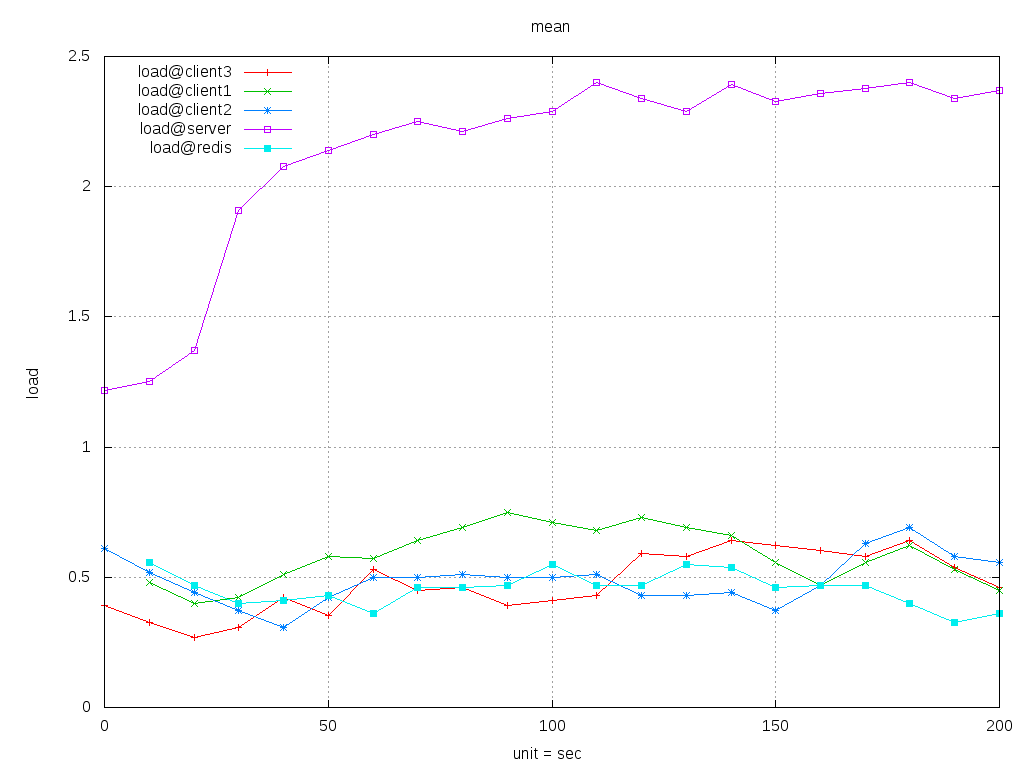 mean
2.5
load@client3
load@client1
load@client2
load@server
load@redis
2
1.5
load
1
0.5
0
0 50 100 150 200
unit = sec